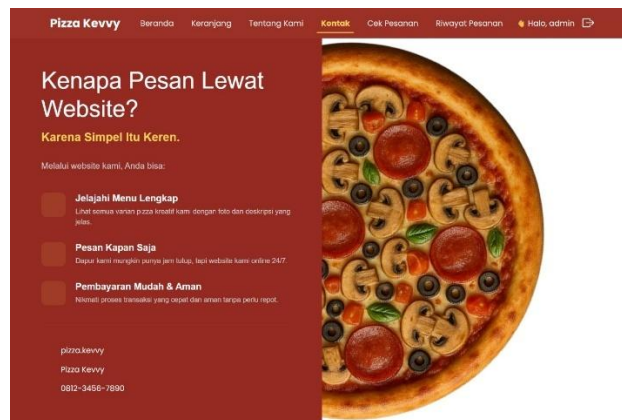 Pizza Kevvy Beranda Keranjang Tentang Kami Kontak Cek Pesanan Riwayat Pesanan Halo, admin
Kenapa Pesan Lewat
Website?
Karena Simpel Itu Keren.
Melalui website kami, Anda bisa:
Jelajahi Menu Lengkap
Lihat semua varian pizza kreatif kami dengan foto dan deskripsi yang
jelas.
Pesan Kapan Saja
Dapur kami mungkin punya jam tutup, tapi website kami online 24/7.
Pembayaran Mudah & Aman
Nikmati proses transaksi yang cepat dan aman tanpa perlu repot.
pizza.kevvy
Pizza Kevvy
0812-3456-7890